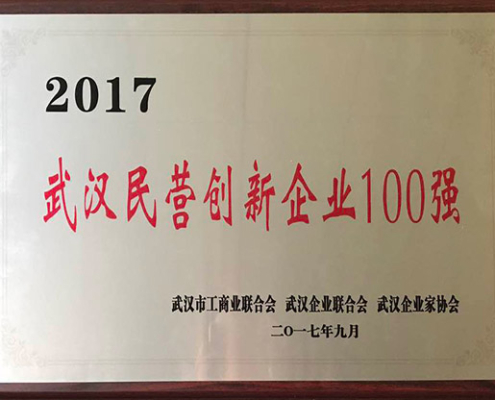 2017
武汉民营创新企业100强
武汉市工商业联合会 武汉企业联合会 武汉企业家协会
二〇一七年九月